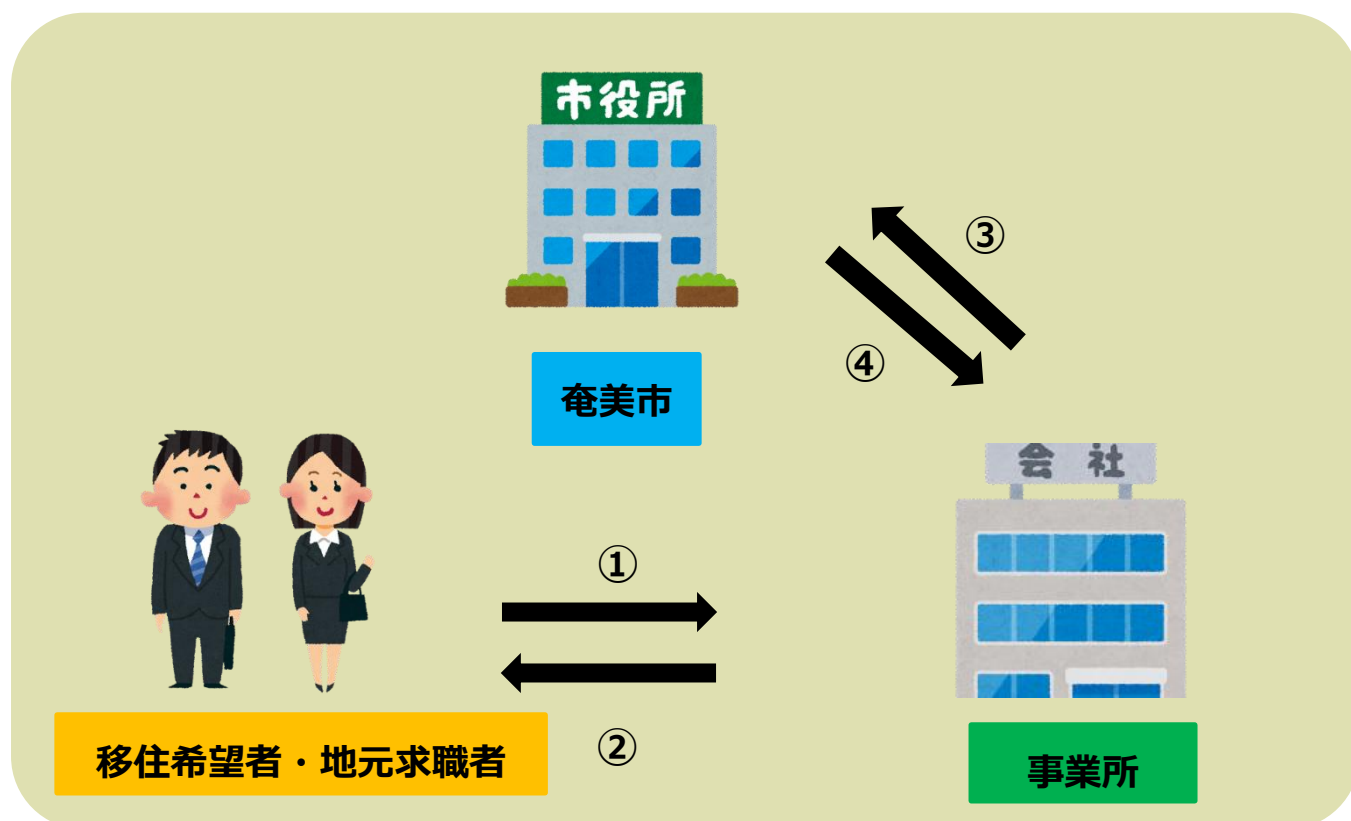 市役所
③
④
奄美市
会社
①
移住希望者・地元求職者
②
事業所